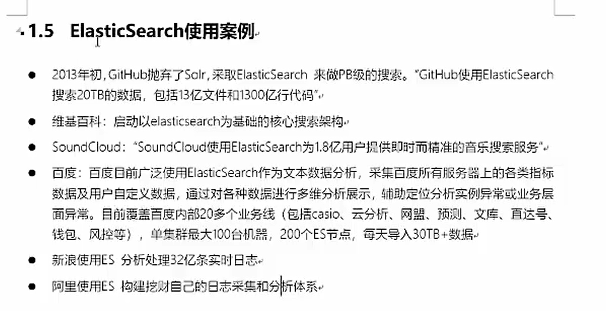 1.5 ElasticSearch使用案例
2013年初,GitHub抛弃了Solr,采取ElasticSearch 来做PB级的搜索。“GitHub使用ElasticSearch
搜索20TB的数据，包括13亿文件和1300亿行代码”
维基百科：启动以elasticsearch为基础的核心搜索架构
SoundCloud：“SoundCloud使用ElasticSearch为1.8亿用户提供即时而精准的音乐搜索服务”
百度：百度目前广泛使用ElasticSearch作为文本数据分析，采集百度所有服务器上的各类指标
数据及用户自定义数据，通过对各种数据进行多维分析展示，辅助定位分析实例异常或业务层
面异常。目前覆盖百度内部20多个业务线（包括casio、云分析、网盟、预测、文库、直达号、
钱包、风控等），单集群最大100台机器，200个ES节点，每天导入30TB+数据
新浪使用ES 分析处理32亿条实时日志
阿里使用ES 构建挖财自己的日志采集和分析体系